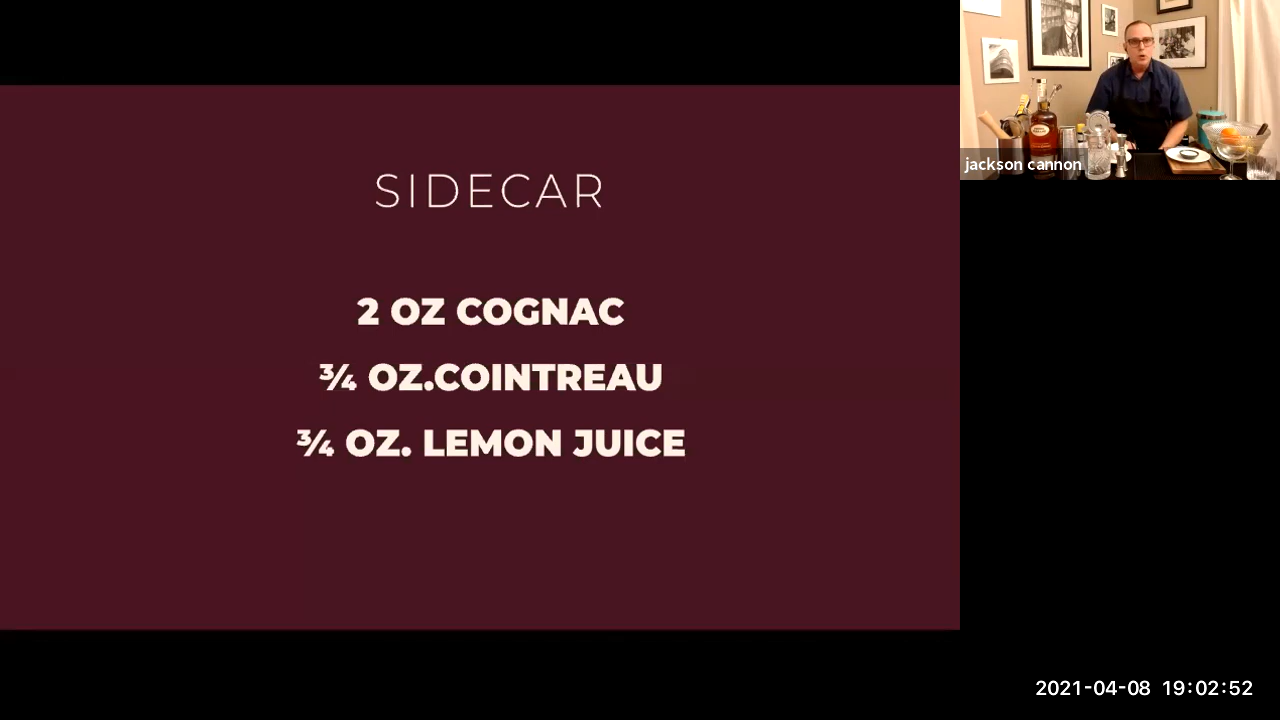 SIDECAR
2 OZ COGNAC
¾ OZ.COINTREAU
¾ OZ. LEMON JUICE
jackson cannon
2021-04-08 19:02:52